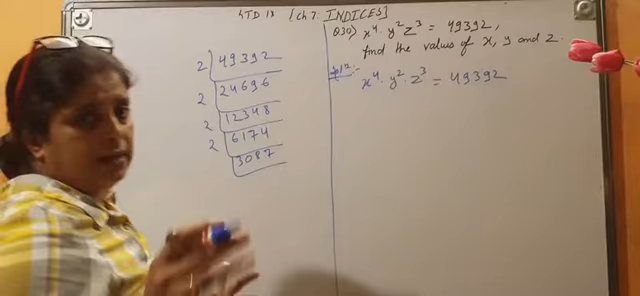 STD IX [Ch 7: INDICES]
Q30) x⁴. y² z³ = 49392,
find the values of x, y and z.
Solⁿ:-
x⁴. y². z³ = 49392
2 49392
2 24696
2 12348
2 6174
3087